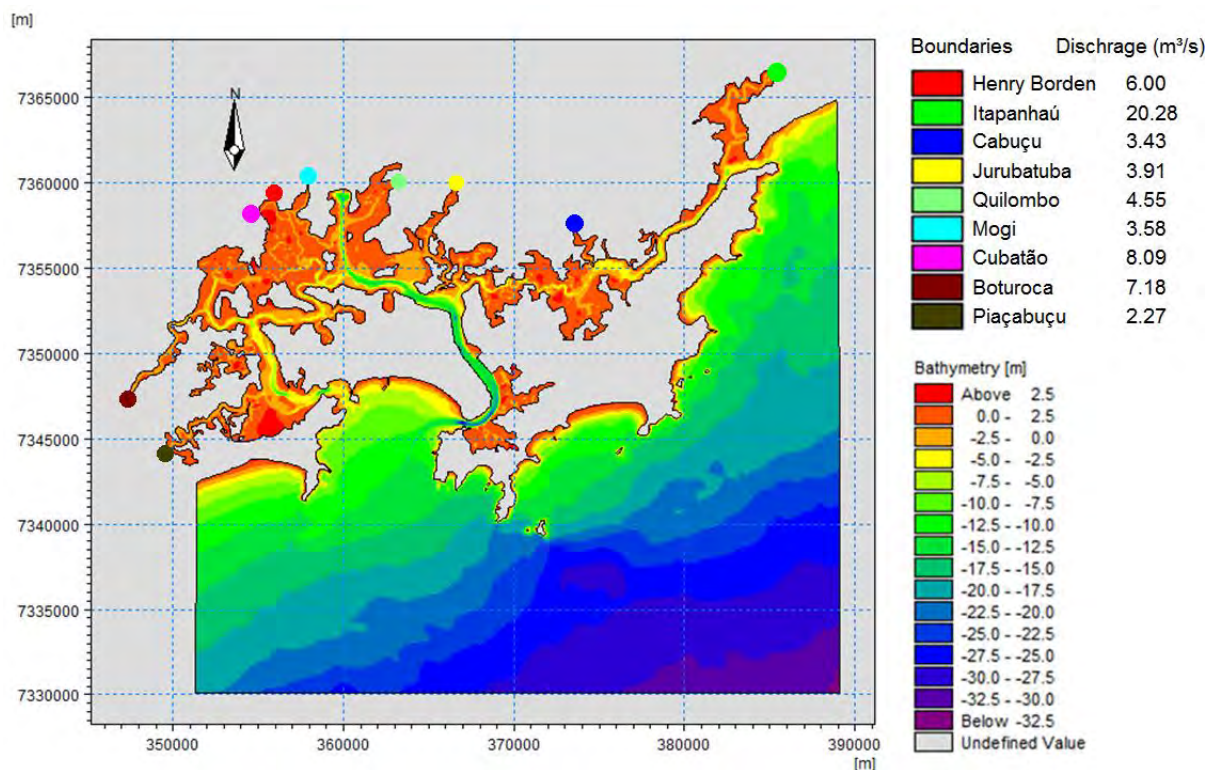 [m]
N
7365000
7360000
7355000
7350000
7345000
7340000
7335000
7330000
350000 360000 370000 380000 390000
[m]
Boundaries Dischrage (m³/s)
Henry Borden 6.00
Itapanhaú 20.28
Cabuçu 3.43
Jurubatuba 3.91
Quilombo 4.55
Mogi 3.58
Cubatão 8.09
Boturoca 7.18
Piaçabuçu 2.27
Bathymetry [m]
Above 2.5
0.0 - 2.5
-2.5 - 0.0
-5.0 - -2.5
-7.5 - -5.0
-10.0 - -7.5
-12.5 - -10.0
-15.0 - -12.5
-17.5 - -15.0
-20.0 - -17.5
-22.5 - -20.0
-25.0 - -22.5
-27.5 - -25.0
-30.0 - -27.5
-32.5 - -30.0
Below -32.5
Undefined Value